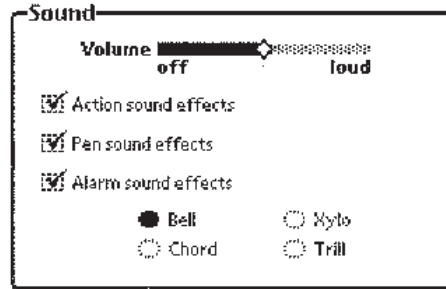 Sound
Volume
off loud
Action sound effects
Pen sound effects
Alarm sound effects
Bell Xylo
Chord Trill